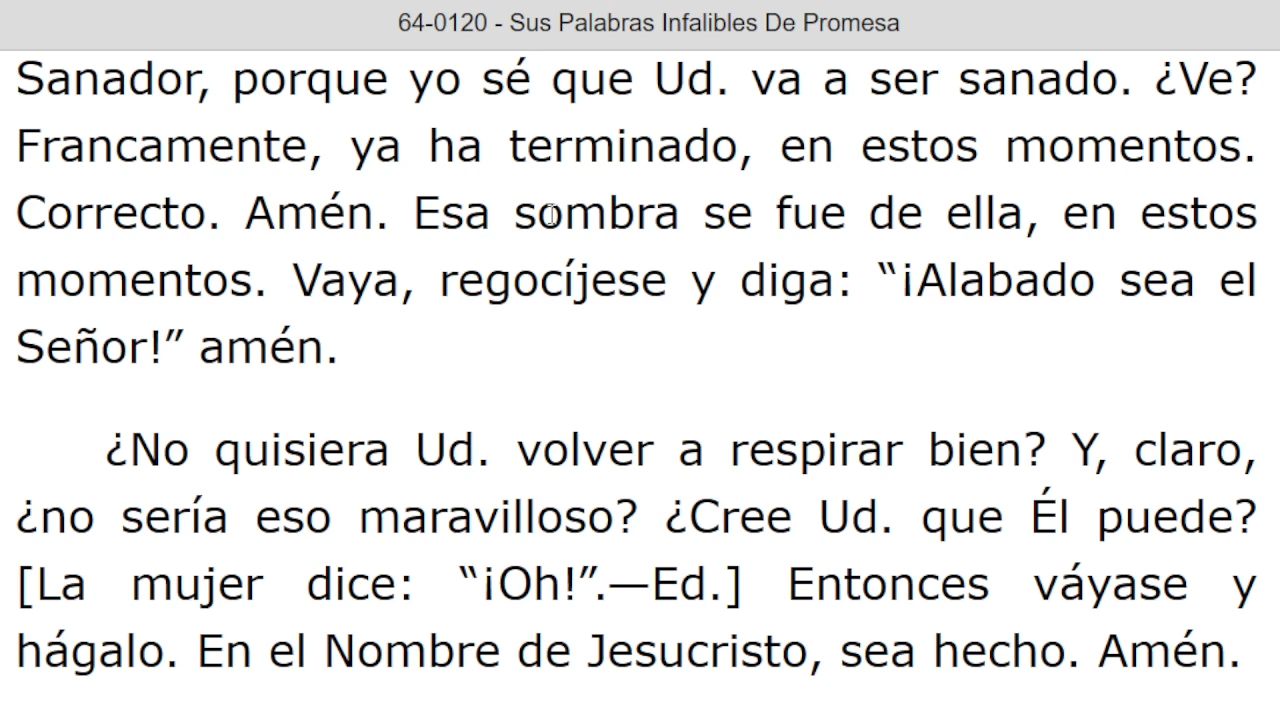 64-0120 - Sus Palabras Infalibles De Promesa
Sanador, porque yo sé que Ud. va a ser sanado. ¿Ve?
Francamente, ya ha terminado, en estos momentos.
Correcto. Amén. Esa sombra se fue de ella, en estos
momentos. Vaya, regocíjese y diga: “¡Alabado sea el
Señor!” amén.
¿No quisiera Ud. volver a respirar bien? Y, claro,
¿no sería eso maravilloso? ¿Cree Ud. que Él puede?
[La mujer dice: “¡Oh!”.—Ed.] Entonces váyase y
hágalo. En el Nombre de Jesucristo, sea hecho. Amén.